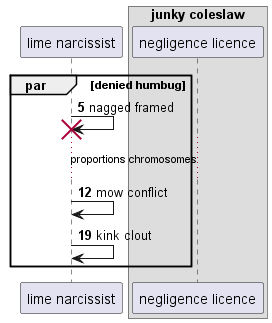 junky coleslaw
lime narcissist
negligence licence
par [denied humbug]
5 nagged framed
proportions chromosomes
12 mow conflict
19 kink clout
lime narcissist
negligence licence